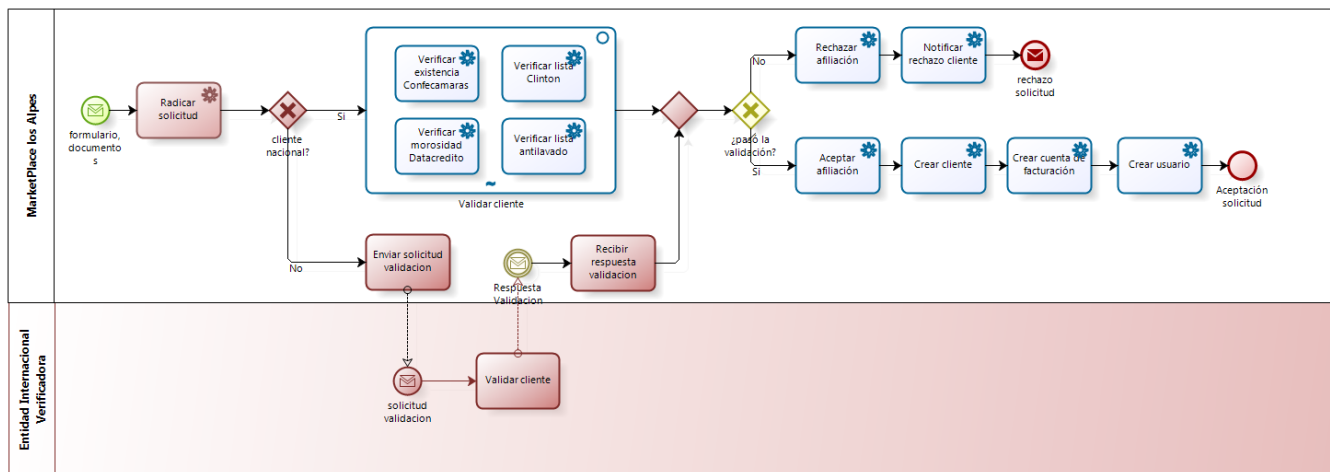 MarketPlace los Alpes
formulario,
documento
s
Radicar
solicitud
cliente
nacional?
Si
No
Verificar
existencia
Confecamaras
Verificar lista
Clinton
Verificar
morosidad
Datacredito
Verificar lista
antilavado
Validar cliente
Enviar solicitud
validacion
Respuesta
Validacion
Recibir
respuesta
validacion
¿pasó la
validación?
No
Si
Rechazar
afiliación
Notificar
rechazo cliente
rechazo
solicitud
Aceptar
afiliación
Crear cliente
Crear cuenta de
facturación
Crear usuario
Aceptación
solicitud
Entidad Internacional
Verificadora
solicitud
validacion
Validar cliente